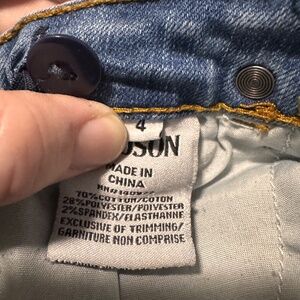 4
DSON
MADE IN
CHINA
70%COTTON/COTON
28%POLYESTER/POLYESTER
2%SPANDEX/ELASTHANNE
EXCLUSIVE OF TRIMMING/
GARNITURE NON COMPRISE